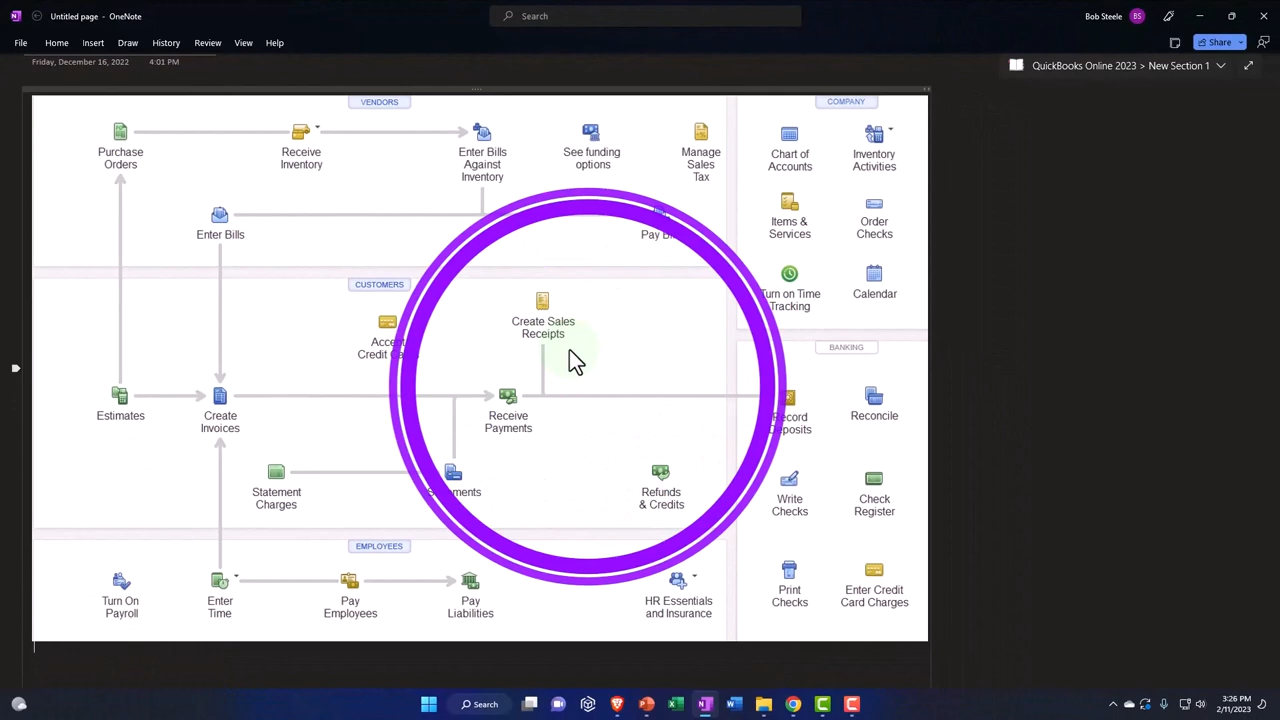 Untitled page - OneNote
Search
Bob Steele
BS
File
Home
Insert
Draw
History
Review
View
Help
Share
Friday, December 16, 2022
4:01 PM
QuickBooks Online 2023 > New Section 1
VENDORS
COMPANY
Purchase
Orders
Receive
Inventory
Enter Bills
Against
Inventory
See funding
options
Manage
Sales
Tax
Chart of
Accounts
Inventory
Activities
Enter Bills
Pay
Items &
Services
Order
Checks
CUSTOMERS
Create Sales
Receipts
Turn on Time
Tracking
Calendar
Credit
BANKING
Estimates
Create
Invoices
Receive
Payments
Record
Deposits
Reconcile
Statement
Charges
Refunds
& Credits
Write
Checks
Check
Register
EMPLOYEES
Turn On
Payroll
Enter
Time
Pay
Employees
Pay
Liabilities
HR Essentials
and Insurance
Print
Checks
Enter Credit
Card Charges
Search
3:26 PM
2/11/2023